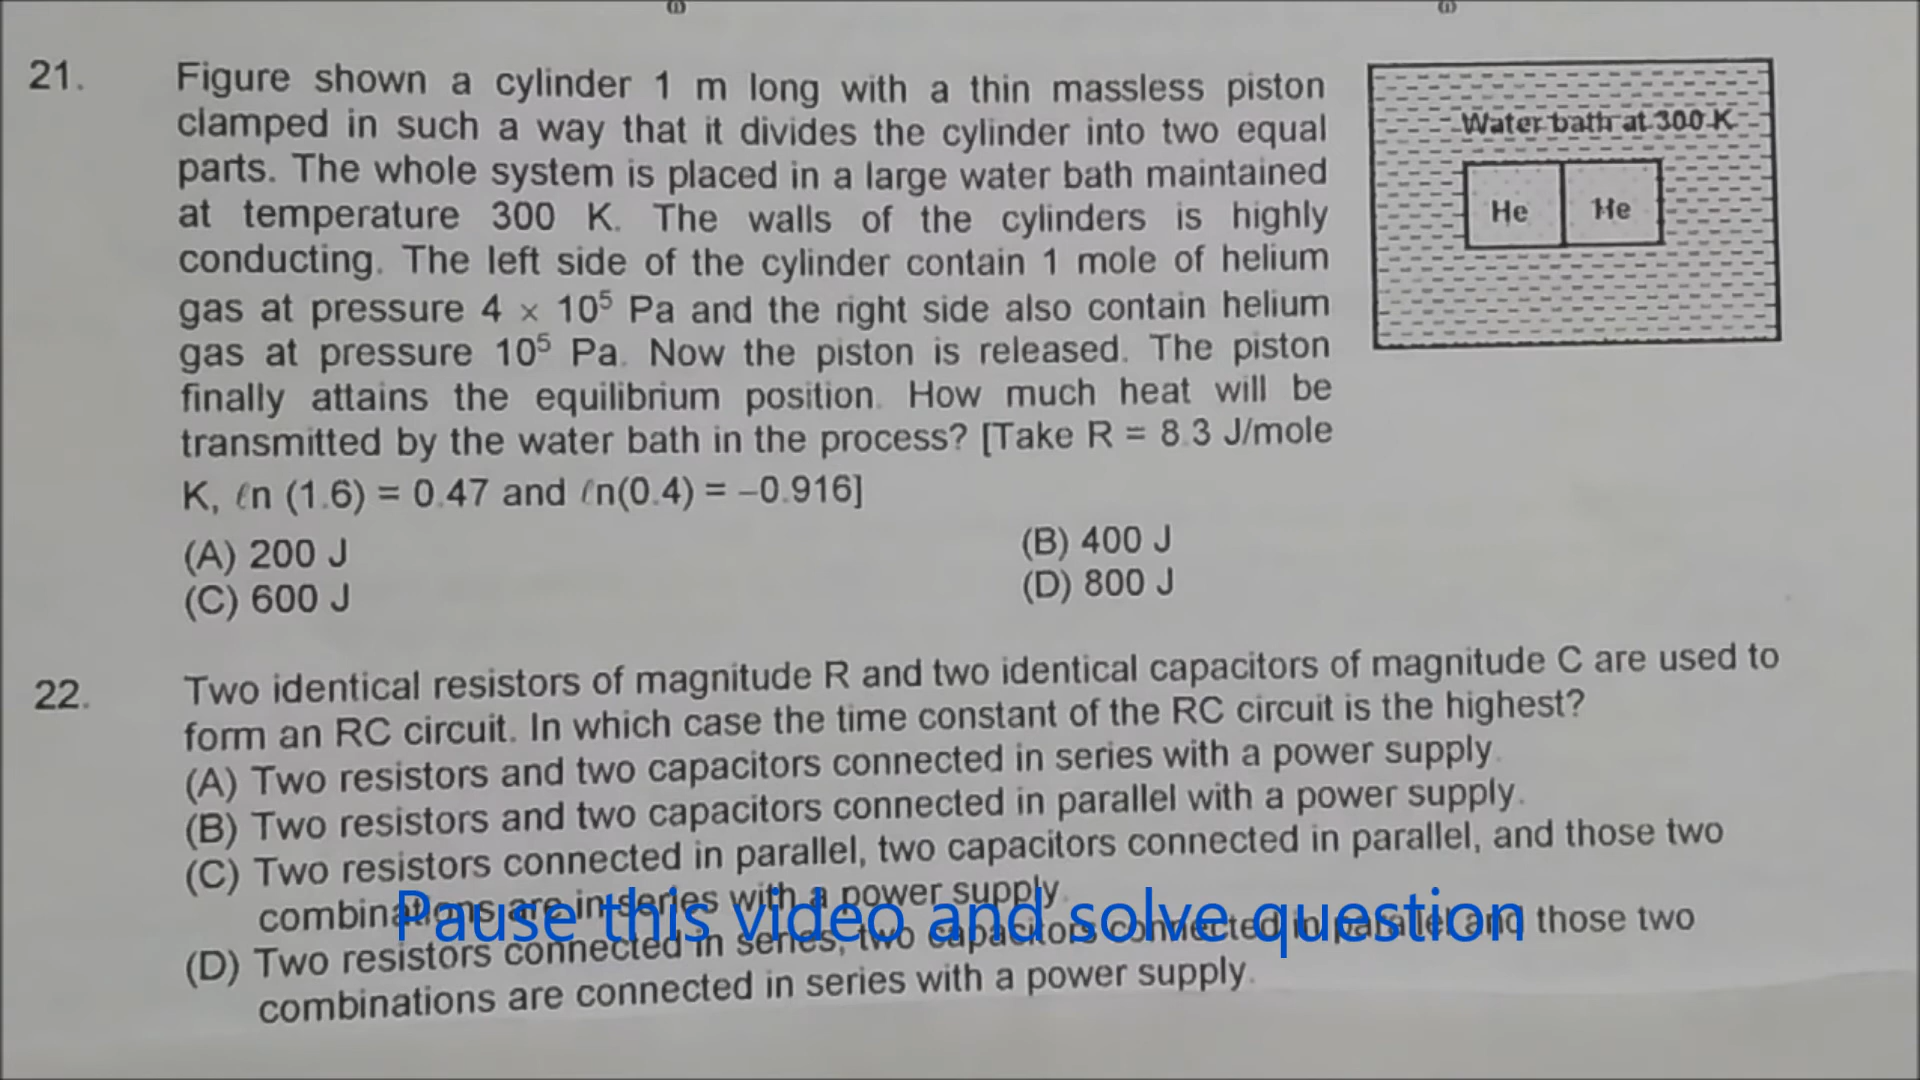 ω ω
21. Figure shown a cylinder 1 m long with a thin massless piston
clamped in such a way that it divides the cylinder into two equal
parts. The whole system is placed in a large water bath maintained
at temperature 300 K. The walls of the cylinders is highly
conducting. The left side of the cylinder contain 1 mole of helium
gas at pressure 4 × 10⁵ Pa and the right side also contain helium
gas at pressure 10⁵ Pa. Now the piston is released. The piston
finally attains the equilibrium position. How much heat will be
transmitted by the water bath in the process? [Take R = 8.3 J/mole
K, ℓn (1.6) = 0.47 and ℓn(0.4) = –0.916]
Water bath at 300 K
He He
(A) 200 J (B) 400 J
(C) 600 J (D) 800 J
22. Two identical resistors of magnitude R and two identical capacitors of magnitude C are used to
form an RC circuit. In which case the time constant of the RC circuit is the highest?
(A) Two resistors and two capacitors connected in series with a power supply.
(B) Two resistors and two capacitors connected in parallel with a power supply.
(C) Two resistors connected in parallel, two capacitors connected in parallel, and those two
combinations are in series with a power supply.
Pause this video and solve question
(D) Two resistors connected in series, two capacitors connected in parallel and those two
combinations are connected in series with a power supply.